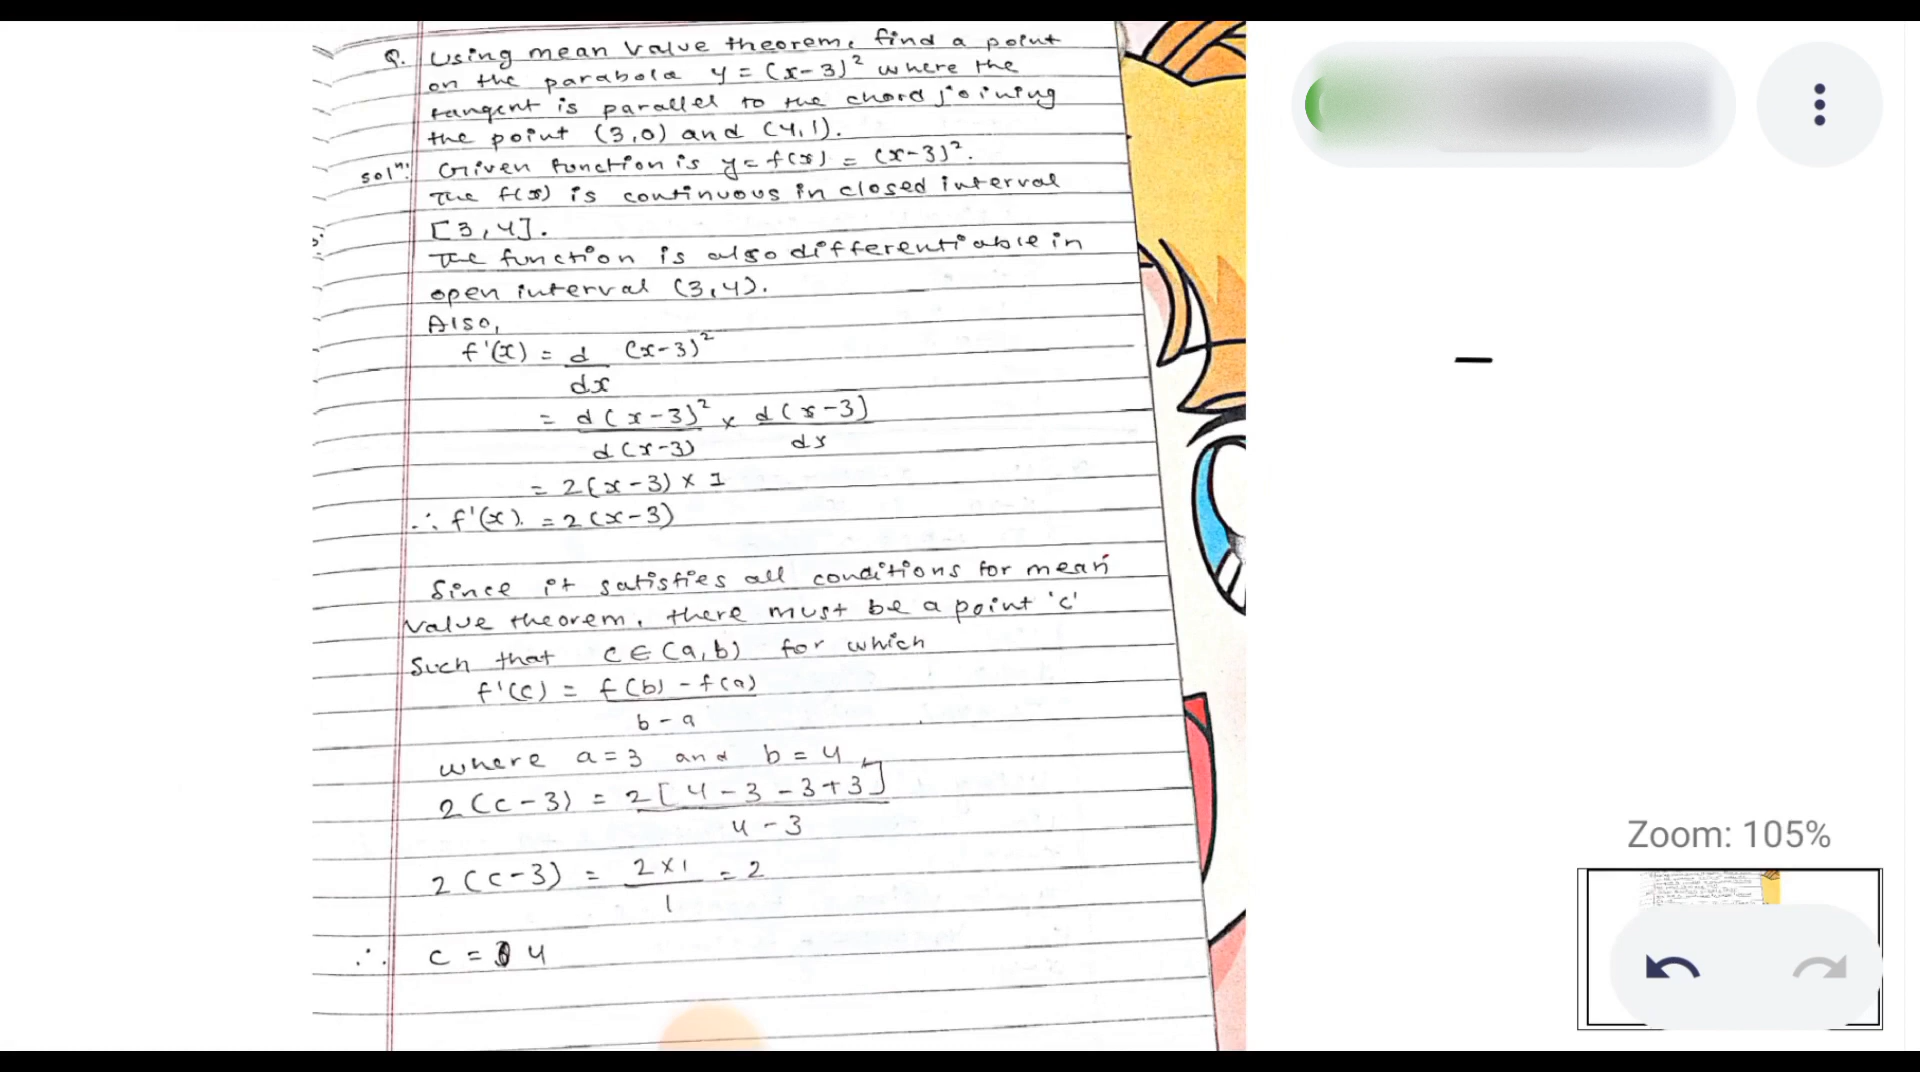 Q. Using mean value theorem, find a point
on the parabola y = (x-3)² where the
tangent is parallel to the chord joining
the point (3,0) and (4,1).
Solⁿ: Given function is y = f(x) = (x-3)².
The f(x) is continuous in closed interval
[3,4].
The function is also differentiable in
open interval (3,4).
Also,
f'(x) = d (x-3)²
dx
= d(x-3)² × d(x-3)
d(x-3) dx
= 2(x-3) × 1
∴ f'(x) = 2(x-3)
Since it satisfies all conditions for mean
value theorem, there must be a point 'c'
Such that c ∈ (a,b) for which
f'(c) = f(b) - f(a)
b - a
where a = 3 and b = 4
2(c-3) = 2[4-3-3+3]
4-3
2(c-3) = 2×1 = 2
1
∴ c = 4
Zoom: 105%